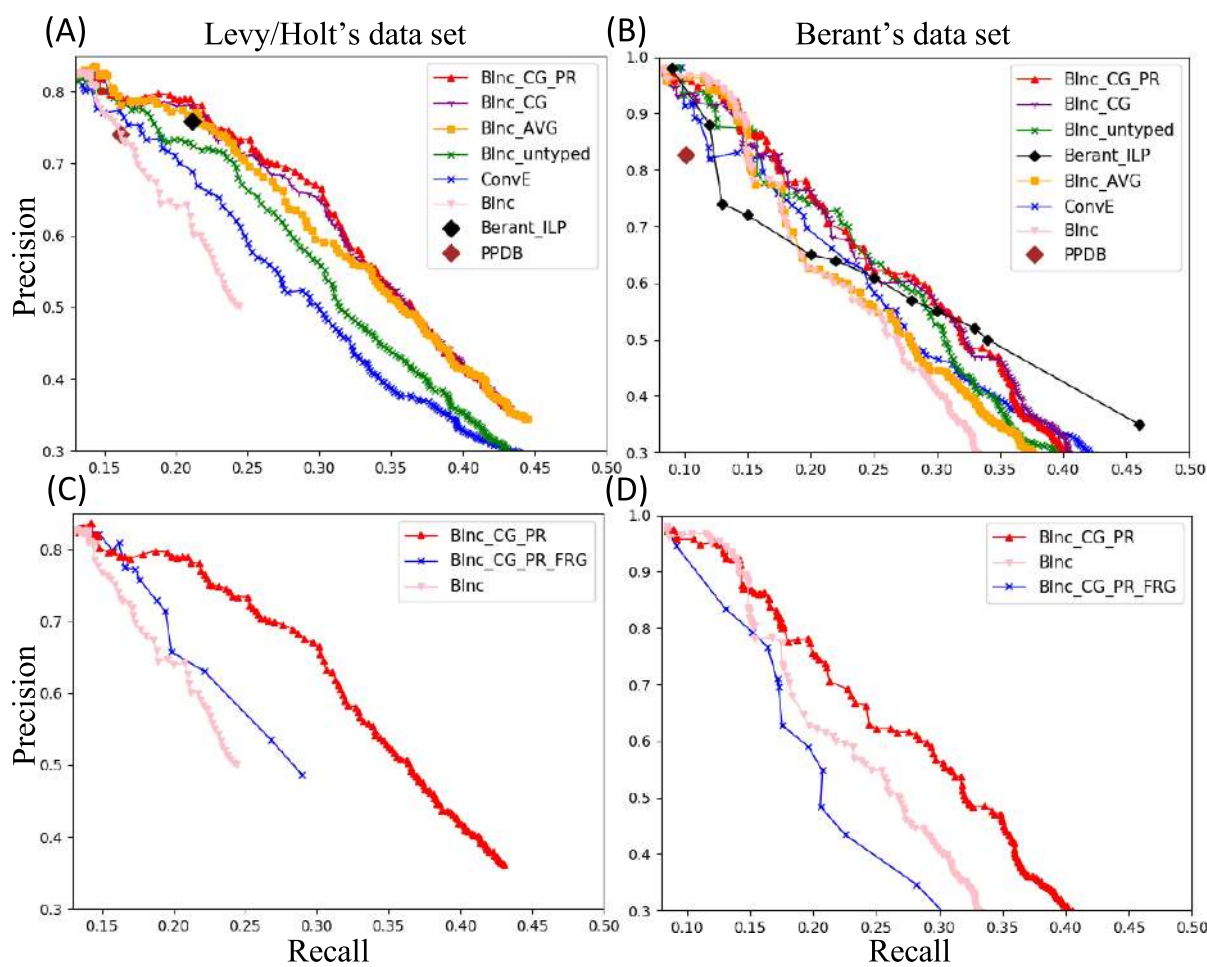 (A) Levy/Holt's data set
(B) Berant's data set
Precision
0.8
0.7
0.6
0.5
0.4
0.3
0.15 0.20 0.25 0.30 0.35 0.40 0.45 0.50
BInc_CG_PR
BInc_CG
BInc_AVG
BInc_untyped
ConvE
BInc
Berant_ILP
PPDB
1.0
0.9
0.8
0.7
0.6
0.5
0.4
0.3
0.10 0.15 0.20 0.25 0.30 0.35 0.40 0.45 0.50
BInc_CG_PR
BInc_CG
BInc_untyped
Berant_ILP
BInc_AVG
ConvE
BInc
PPDB
(C)
Precision
0.8
0.7
0.6
0.5
0.4
0.3
0.15 0.20 0.25 0.30 0.35 0.40 0.45 0.50
Recall
BInc_CG_PR
BInc_CG_PR_FRG
BInc
(D)
1.0
0.9
0.8
0.7
0.6
0.5
0.4
0.3
0.10 0.15 0.20 0.25 0.30 0.35 0.40 0.45 0.50
Recall
BInc_CG_PR
BInc
BInc_CG_PR_FRG